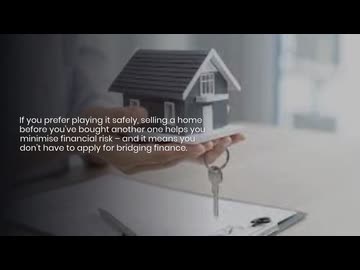 If you prefer playing it safely, selling a home
before you've bought another one helps you
minimise financial risk – and it means you
don't have to apply for bridging finance.